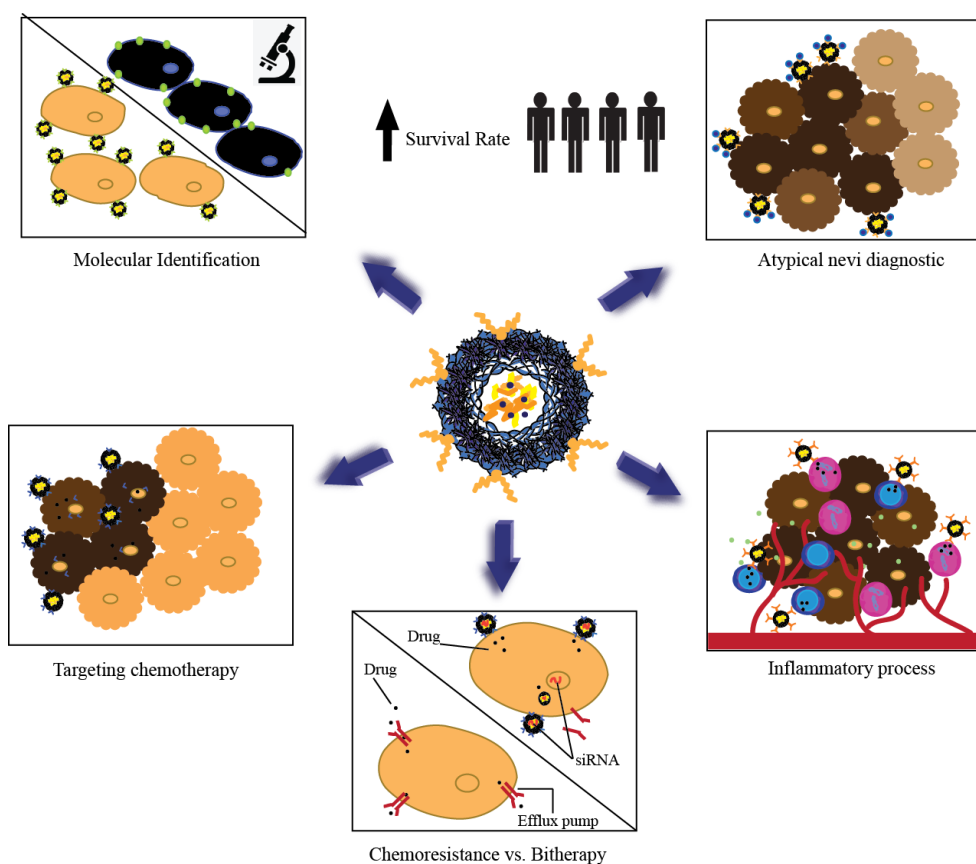 Survival Rate
Molecular Identification
Atypical nevi diagnostic
Targeting chemotherapy
Inflammatory process
Drug
Drug
siRNA
Efflux pump
Chemoresistance vs. Bitherapy